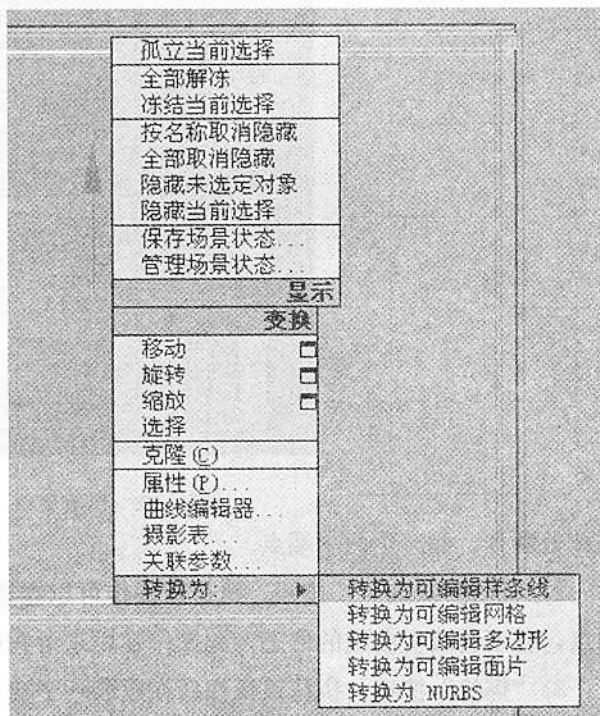 孤立当前选择
全部解冻
冻结当前选择
按名称取消隐藏
全部取消隐藏
隐藏未选定对象
隐藏当前选择
保存场景状态...
管理场景状态...
显示
变换
移动
旋转
缩放
选择
克隆(C)
属性(P)...
曲线编辑器...
摄影表...
关联参数...
转换为:
转换为可编辑样条线
转换为可编辑网格
转换为可编辑多边形
转换为可编辑面片
转换为 NURBS